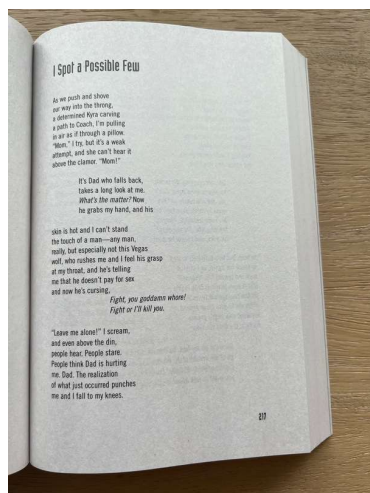 I Spot a Possible Few
As we push and shove
our way into the throng,
a determined Kyra carving
a path to Coach, I'm pulling
in air as if through a pillow.
"Mom," I try, but it's a weak
attempt, and she can't hear it
above the clamor. "Mom!"
It's Dad who falls back,
takes a long look at me.
What's the matter? Now
he grabs my hand, and his
skin is hot and I can't stand
the touch of a man—any man,
really, but especially not this Vegas
wolf, who rushes me and I feel his grasp
at my throat, and he's telling
me that he doesn't pay for sex
and now he's cursing,
Fight, you goddamn whore!
Fight or I'll kill you.
"Leave me alone!" I scream,
and even above the din,
people hear. People stare.
People think Dad is hurting
me. Dad. The realization
of what just occurred punches
me and I fall to my knees.
217